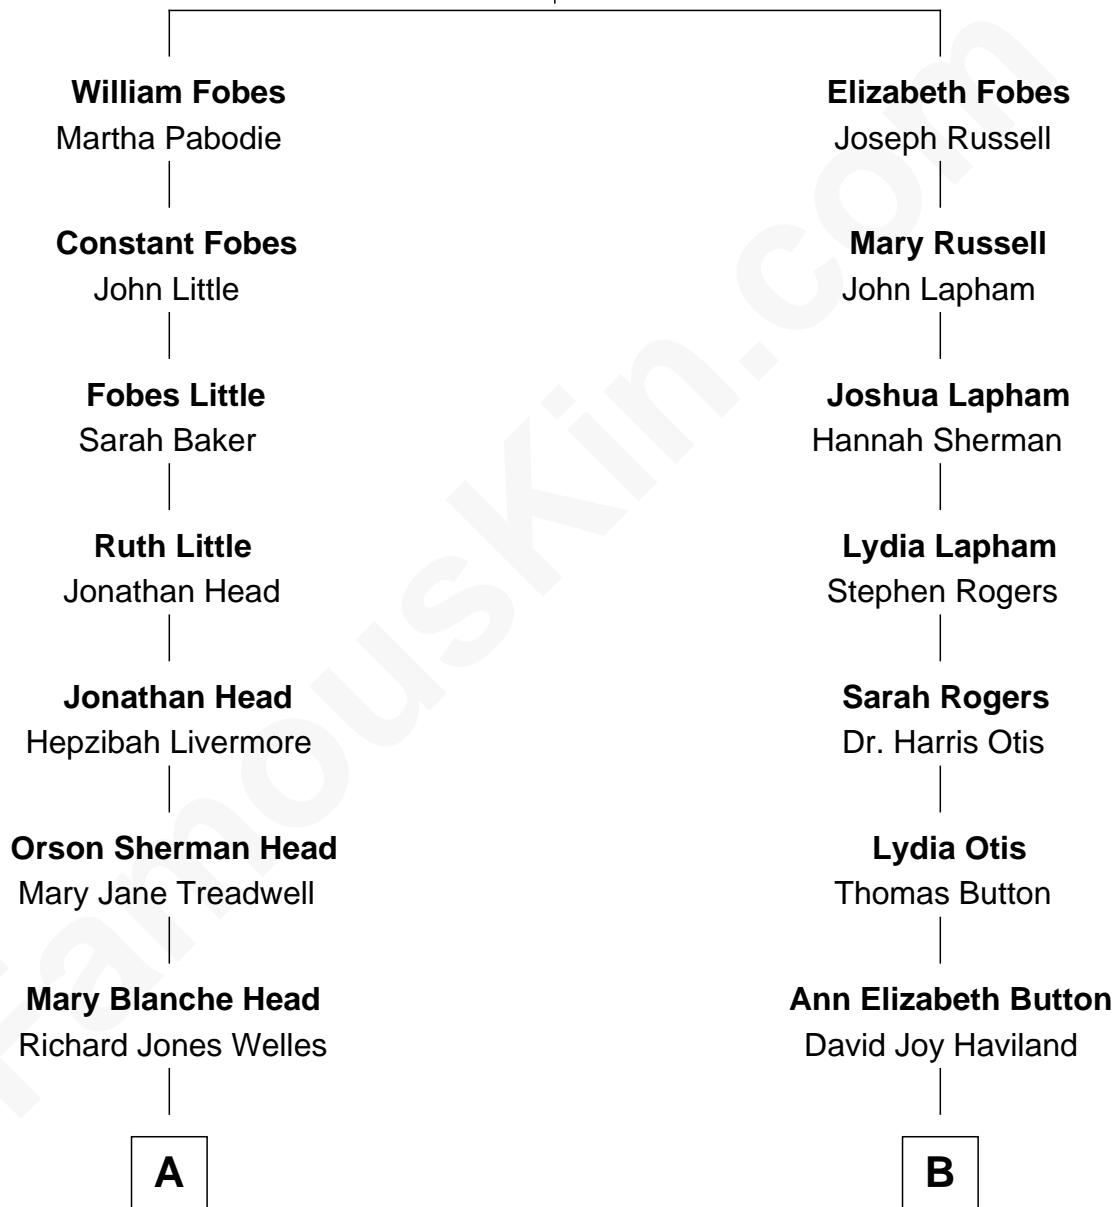 William Fobes
Martha Pabodie
Elizabeth Fobes
Joseph Russell
Constant Fobes
John Little
Mary Russell
John Lapham
Fobes Little
Sarah Baker
Joshua Lapham
Hannah Sherman
Ruth Little
Jonathan Head
Lydia Lapham
Stephen Rogers
Jonathan Head
Hepzibah Livermore
Sarah Rogers
Dr. Harris Otis
Orson Sherman Head
Mary Jane Treadwell
Lydia Otis
Thomas Button
Mary Blanche Head
Richard Jones Welles
Ann Elizabeth Button
David Joy Haviland
A
B
FamousKin.com